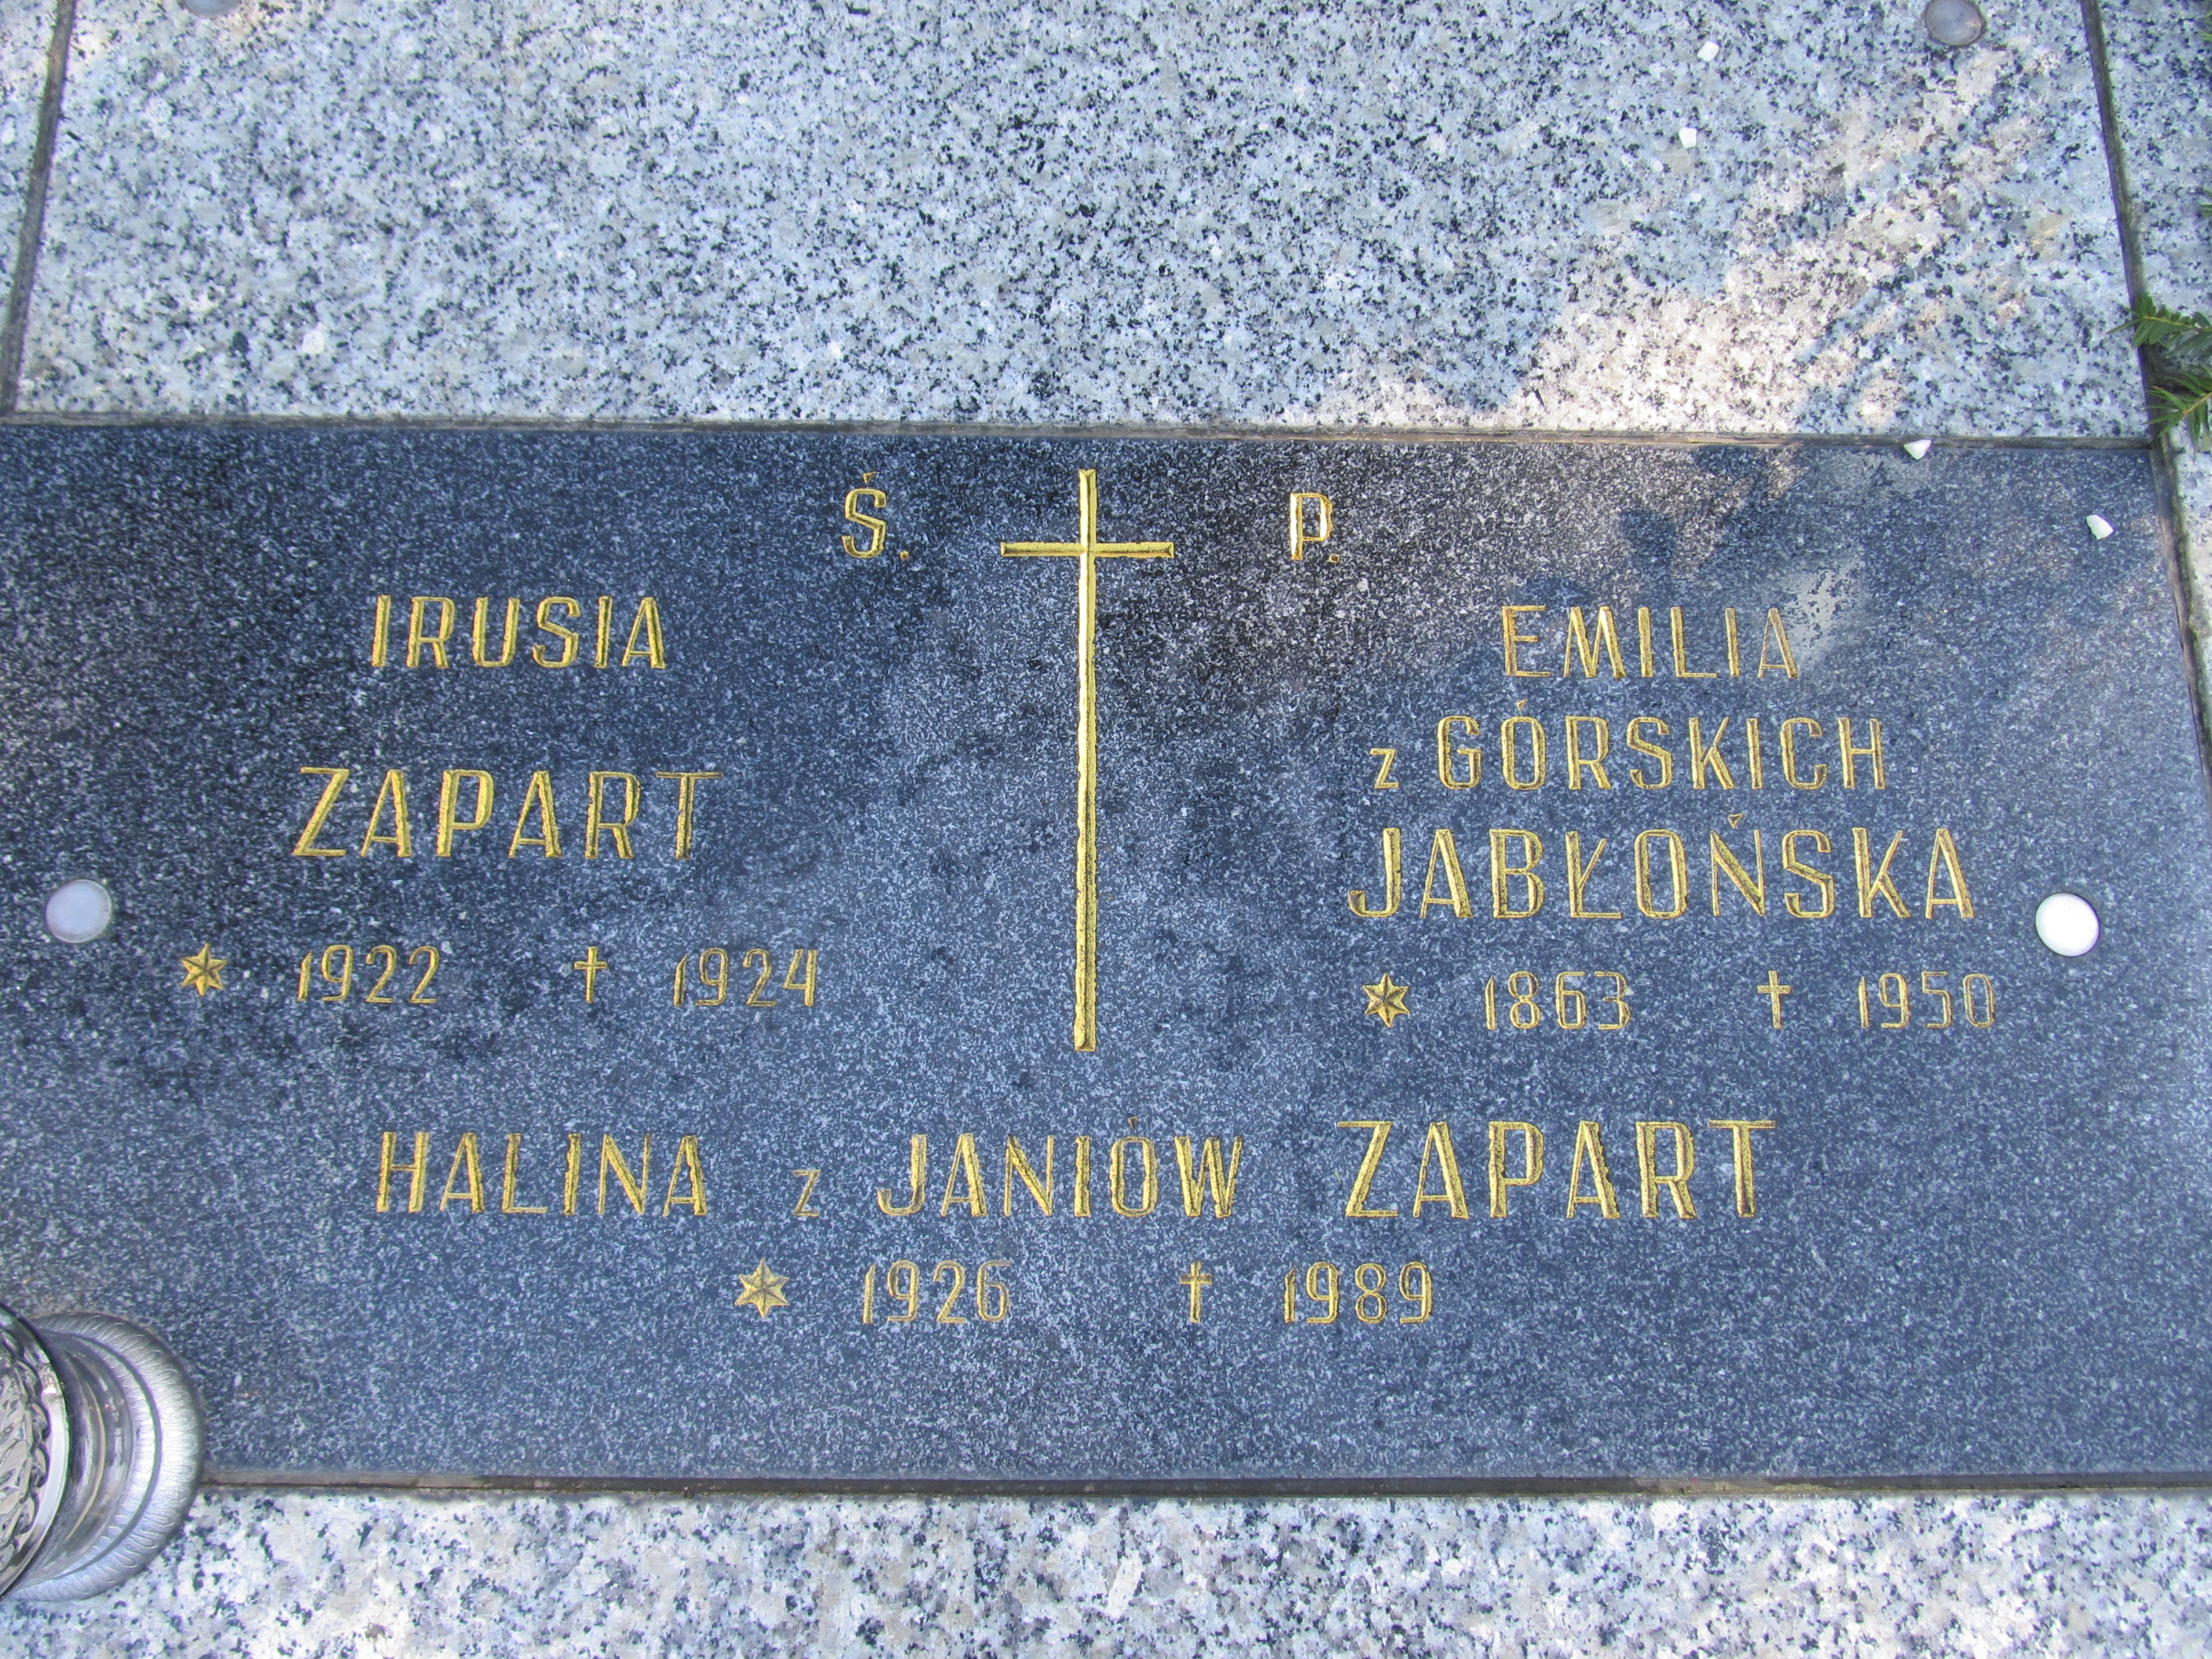 Ś. P.
IRUSIA
ZAPART
* 1922 † 1924
EMILIA
z GÓRSKICH
JABŁOŃSKA
* 1863 † 1950
HALINA z JANIÓW ZAPART
* 1926 † 1989